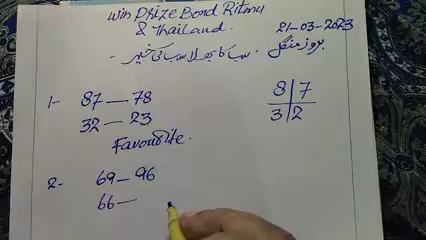 Win Prize Bond Ritmu
& Thailand.
21-03-2023
سب کا بھلا سب کی خیر - بروز منگل
1- 87 — 78
32 — 23
8 | 7
3 | 2
Favourite.
2- 69 — 96
66 —